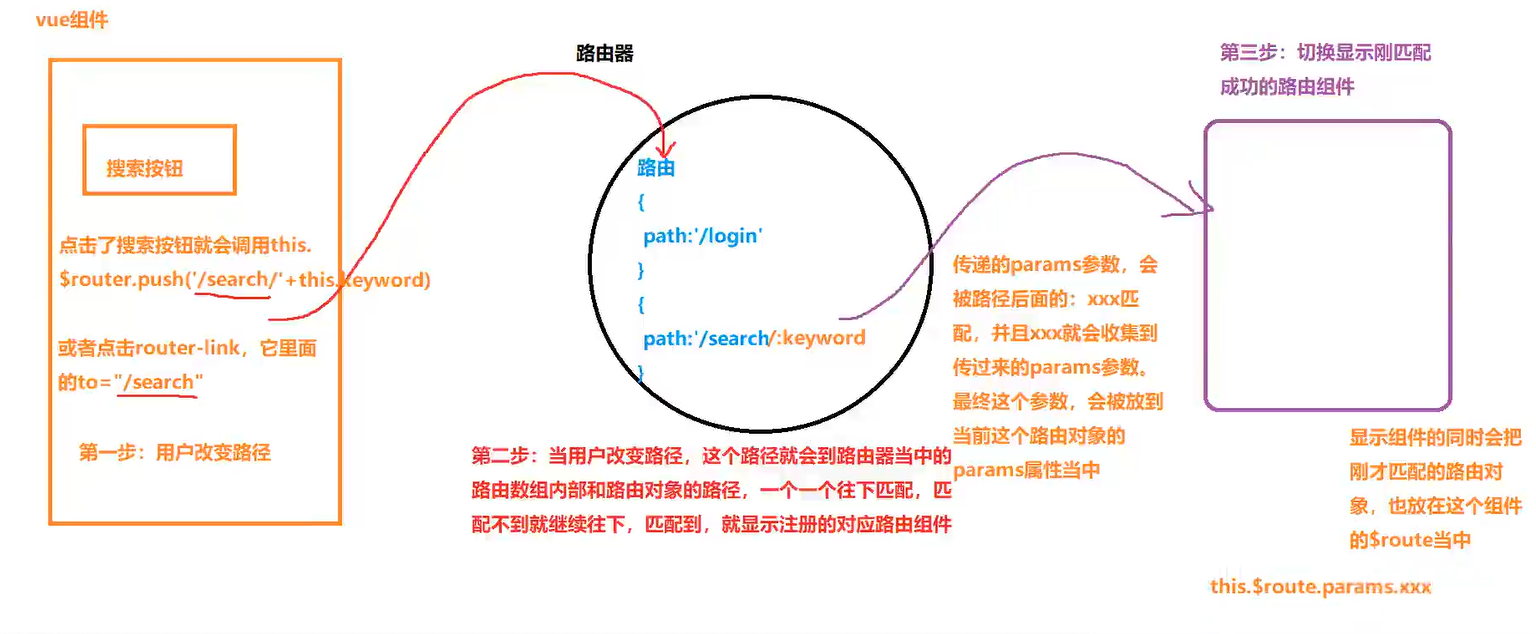 vue组件
搜索按钮
点击了搜索按钮就会调用this.
$router.push('/search/'+this.keyword)
或者点击router-link，它里面
的to="/search"
第一步：用户改变路径
路由器
路由
{
path:'/login'
}
{
path:'/search/:keyword
}
第二步：当用户改变路径，这个路径就会到路由器当中的
路由数组内部和路由对象的路径，一个一个往下匹配，匹
配不到就继续往下，匹配到，就显示注册的对应路由组件
传递的params参数，会
被路径后面的：xxx匹
配，并且xxx就会收集到
传过来的params参数。
最终这个参数，会被放到
当前这个路由对象的
params属性当中
第三步：切换显示刚匹配
成功的路由组件
显示组件的同时会把
刚才匹配的路由对
象，也放在这个组件
的$route当中
this.$route.params.xxx